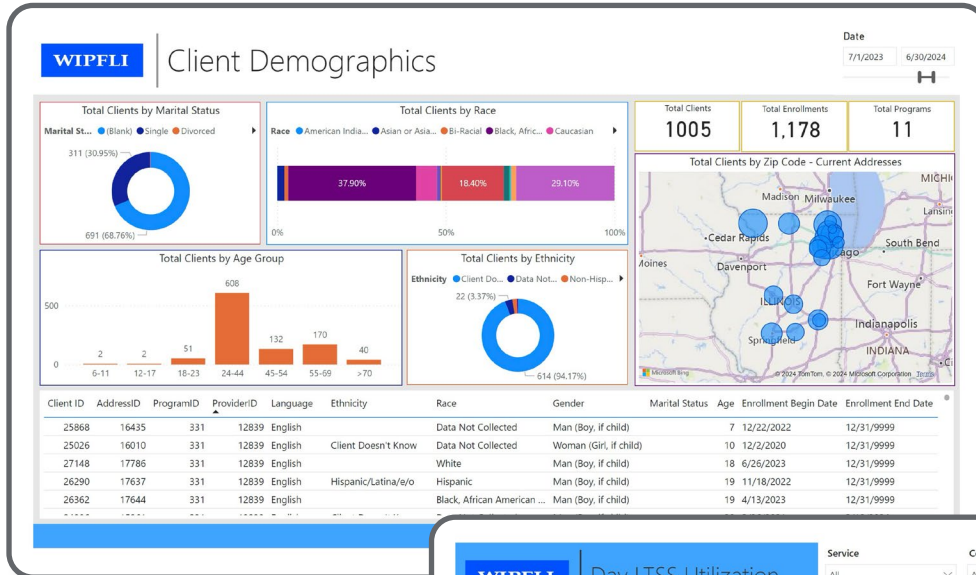 WIPFLI
Client Demographics
Date
7/1/2023
6/30/2024
Total Clients by Marital Status
Marital St... (Blank) Single Divorced
311 (30.95%)
691 (68.76%)
Total Clients by Race
Race American India... Asian or Asia... Bi-Racial Black, Afric... Caucasian
37.90% 18.40% 29.10%
0% 50% 100%
Total Clients
1005
Total Enrollments
1,178
Total Programs
11
Total Clients by Zip Code - Current Addresses
Madison Milwaukee
Cedar Rapids
South Bend
Davenport
Fort Wayne
ILLINOIS
Indianapolis
INDIANA
Microsoft Bing
© 2024 TomTom, © 2024 Microsoft Corporation Terms
Total Clients by Age Group
608
500
170
132
51
40
2 2
0
6-11 12-17 18-23 24-44 45-54 55-69 >70
Total Clients by Ethnicity
Ethnicity Client Do... Data Not... Non-Hisp...
22 (3.37%)
614 (94.17%)
Client ID AddressID ProgramID ProviderID Language Ethnicity Race Gender Marital Status Age Enrollment Begin Date Enrollment End Date
25868 16435 331 12839 English Data Not Collected Man (Boy, if child) 7 12/22/2022 12/31/9999
25026 16010 331 12839 English Client Doesn't Know Data Not Collected Woman (Girl, if child) 10 12/2/2020 12/31/9999
27148 17786 331 12839 English White Man (Boy, if child) 18 6/26/2023 12/31/9999
26290 17637 331 12839 English Hispanic/Latina/e/o Hispanic Man (Boy, if child) 19 11/18/2022 12/31/9999
26362 17644 331 12839 English Black, African American ... Man (Boy, if child) 19 4/13/2023 12/31/9999
WIPFLI
Day LTSS Utilization
Service